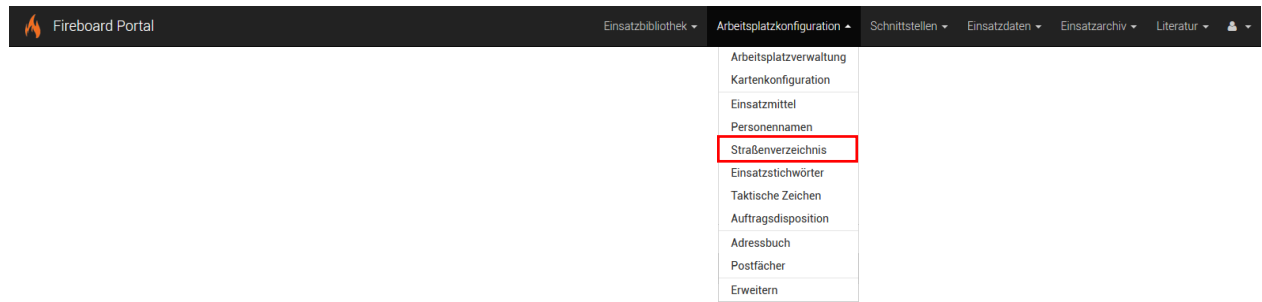 Fireboard Portal Einsatzbibliothek Arbeitsplatzkonfiguration Schnittstellen Einsatzdaten Einsatzarchiv Literatur
Arbeitsplatzverwaltung
Kartenkonfiguration
Einsatzmittel
Personennamen
Straßenverzeichnis
Einsatzstichwörter
Taktische Zeichen
Auftragsdisposition
Adressbuch
Postfächer
Erweitern